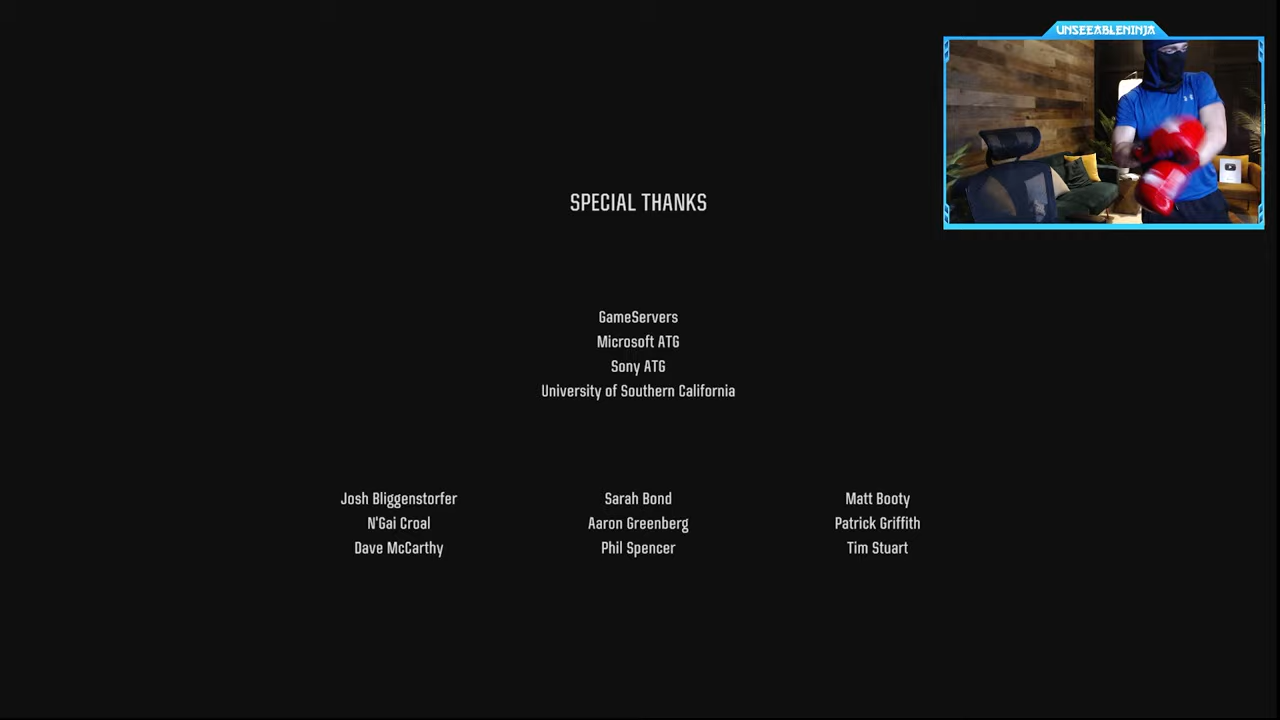 UNSEEABLENINJA
SPECIAL THANKS
GameServers
Microsoft ATG
Sony ATG
University of Southern California
Josh Bliggenstorfer
Sarah Bond
Matt Booty
N'Gai Croal
Aaron Greenberg
Patrick Griffith
Dave McCarthy
Phil Spencer
Tim Stuart